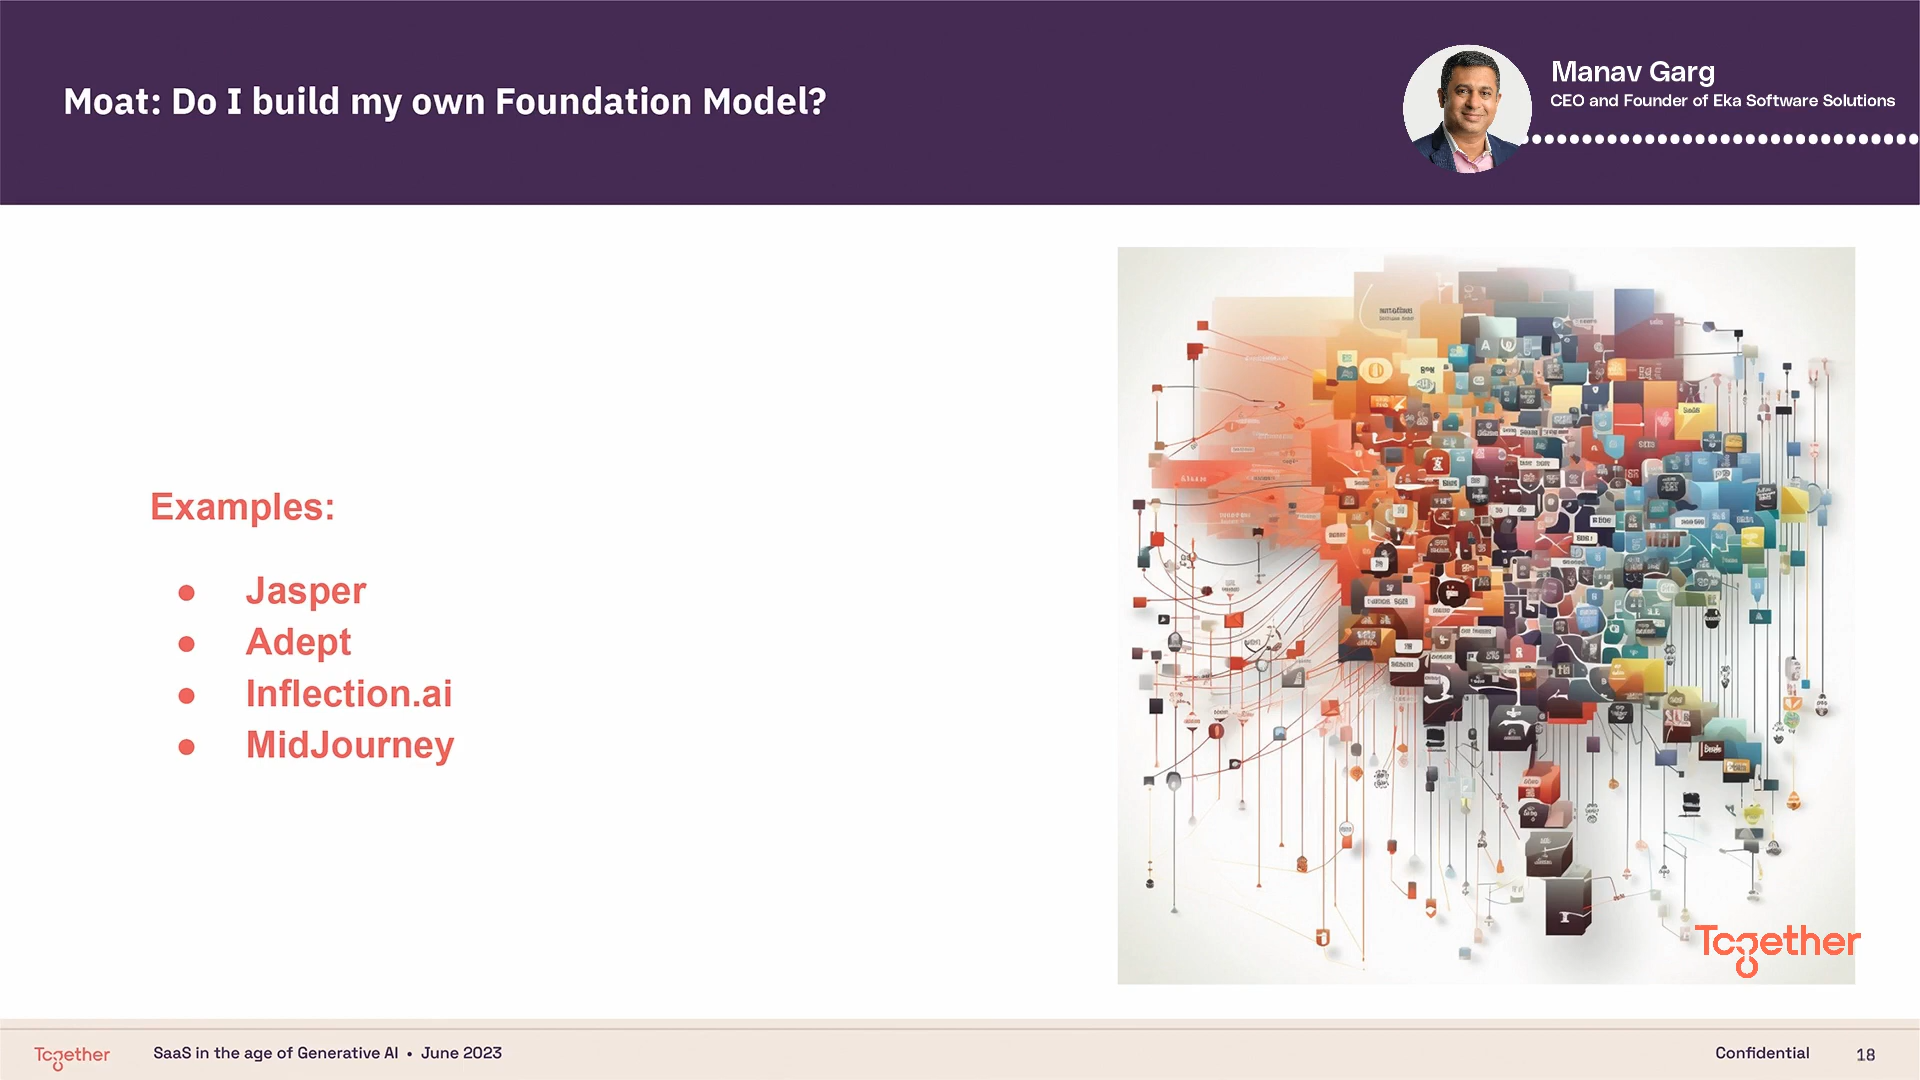 Moat: Do I build my own Foundation Model?
Manav Garg
CEO and Founder of Eka Software Solutions
Examples:
● Jasper
● Adept
● Inflection.ai
● MidJourney
Together
Together
SaaS in the age of Generative AI • June 2023
Confidential
18